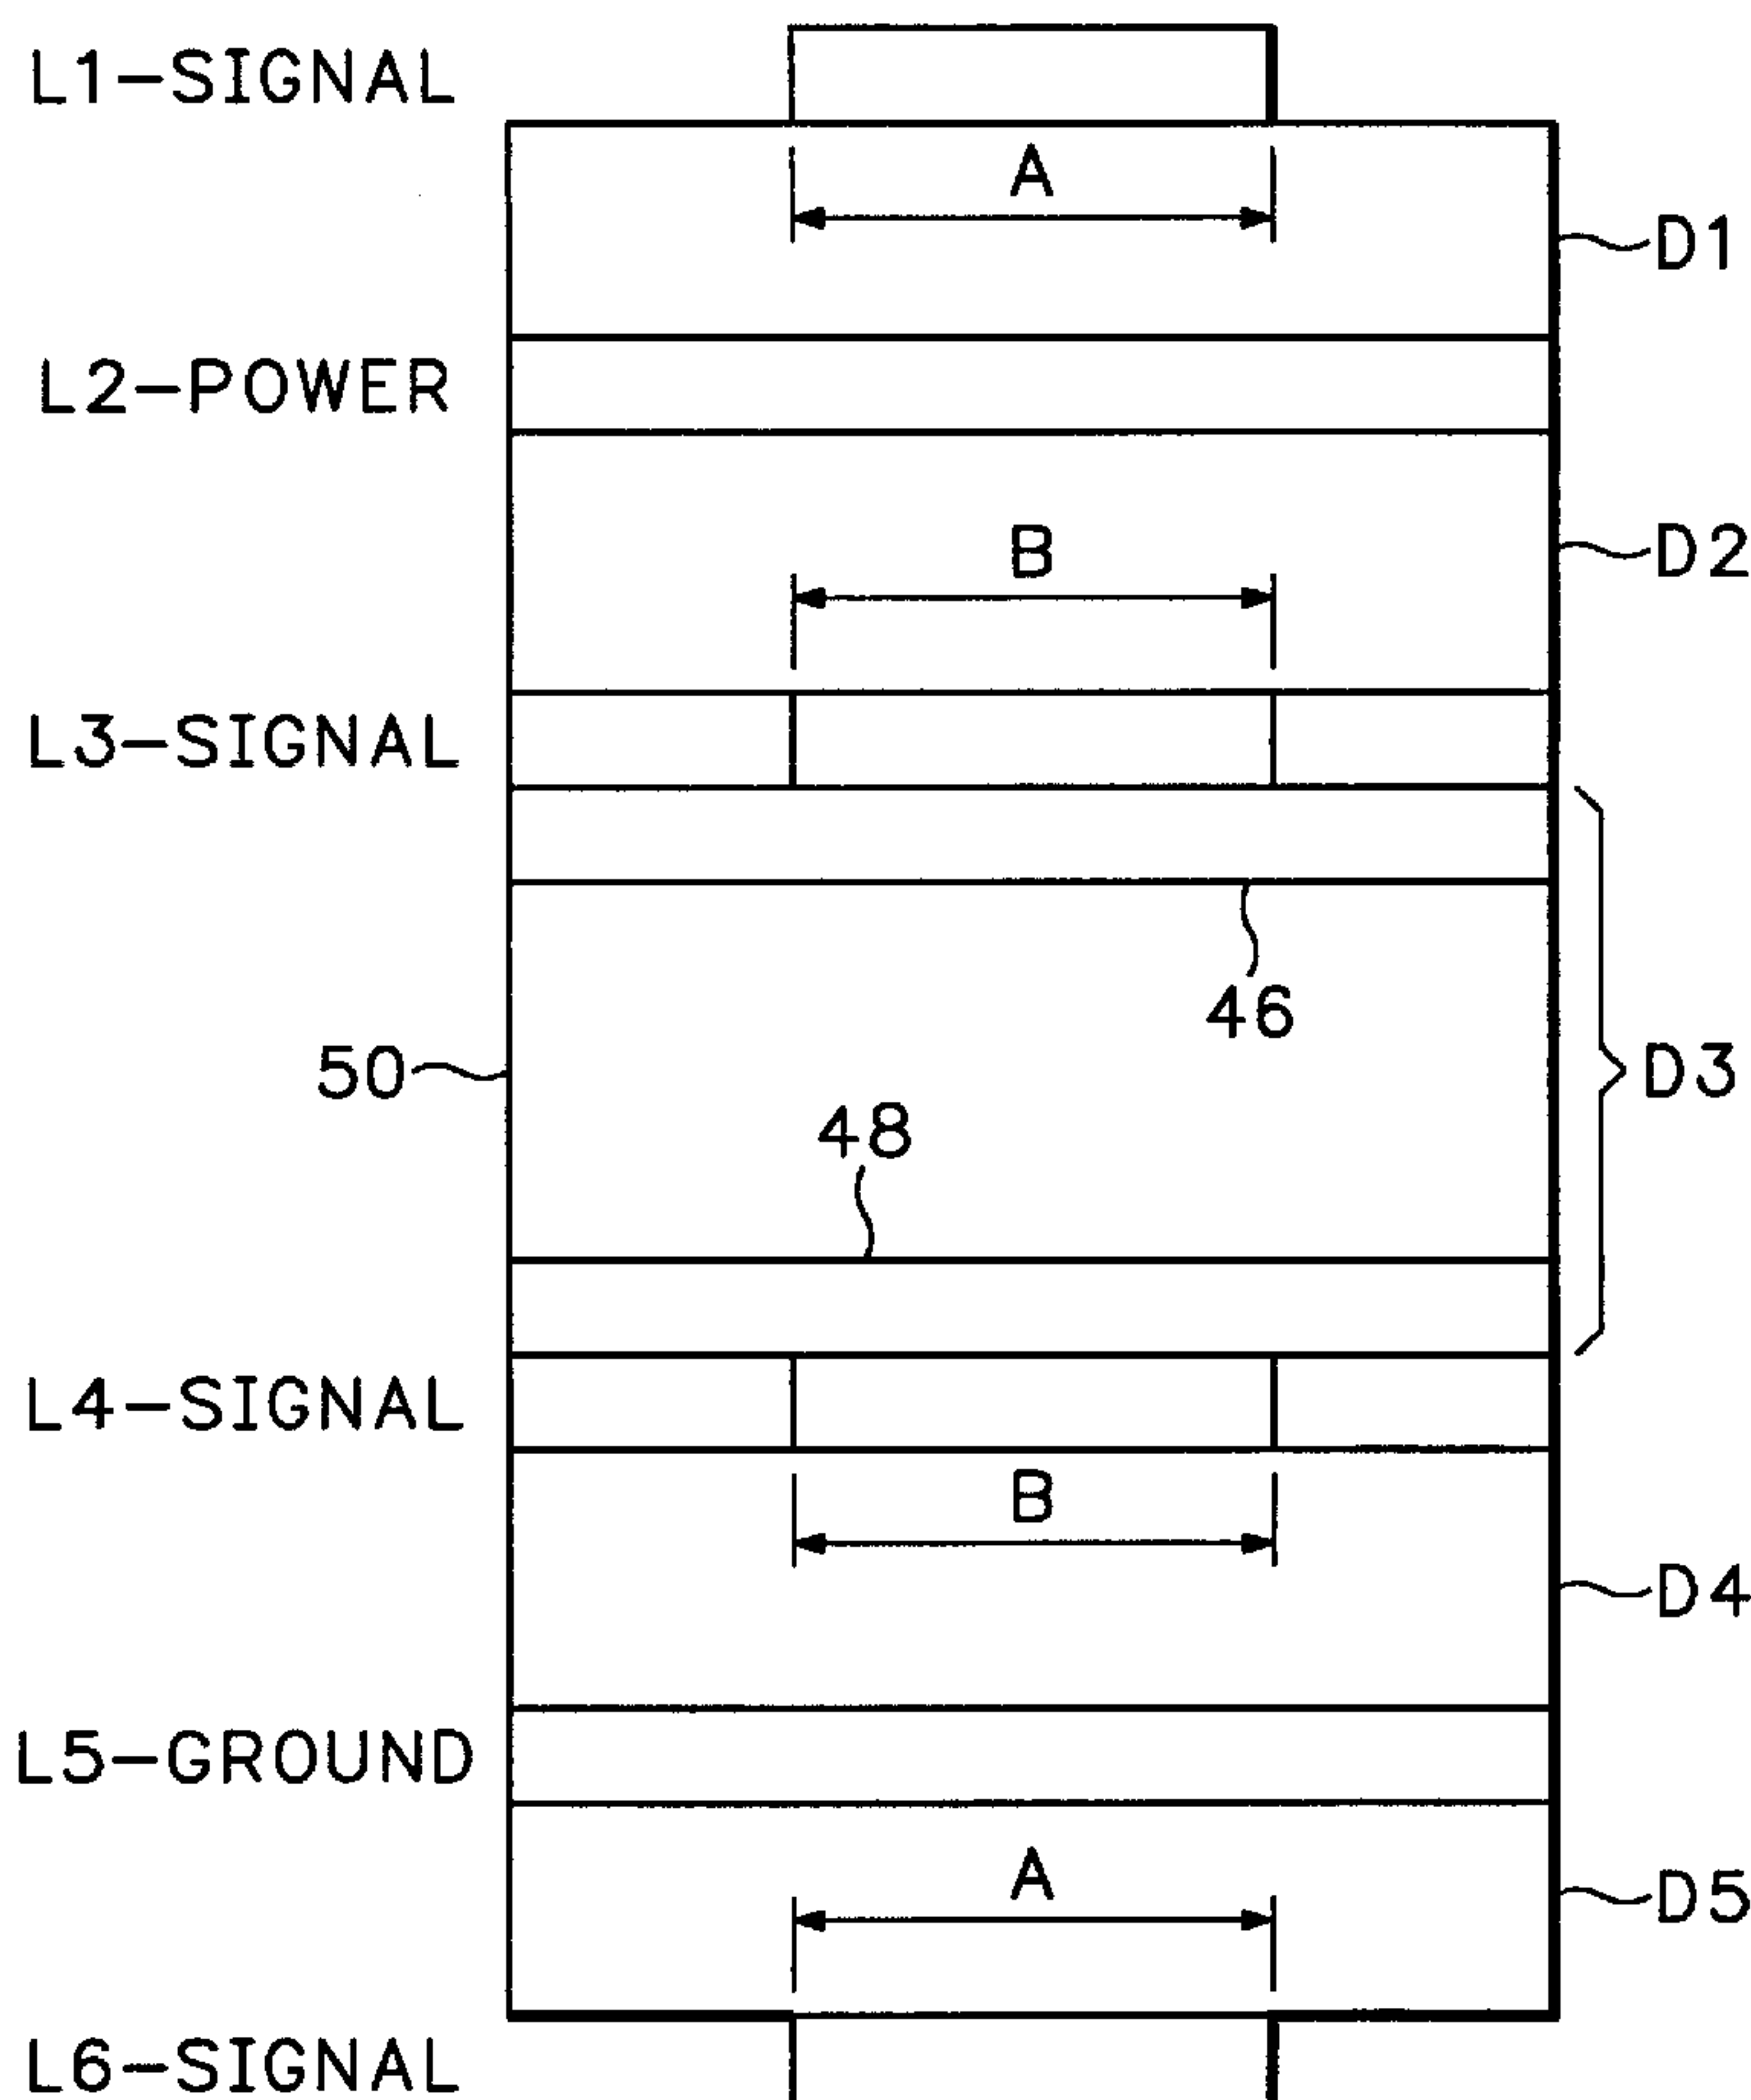 L1-SIGNAL
A
D1
L2-POWER
B
D2
L3-SIGNAL
46
50
D3
48
L4-SIGNAL
B
D4
L5-GROUND
A
D5
L6-SIGNAL